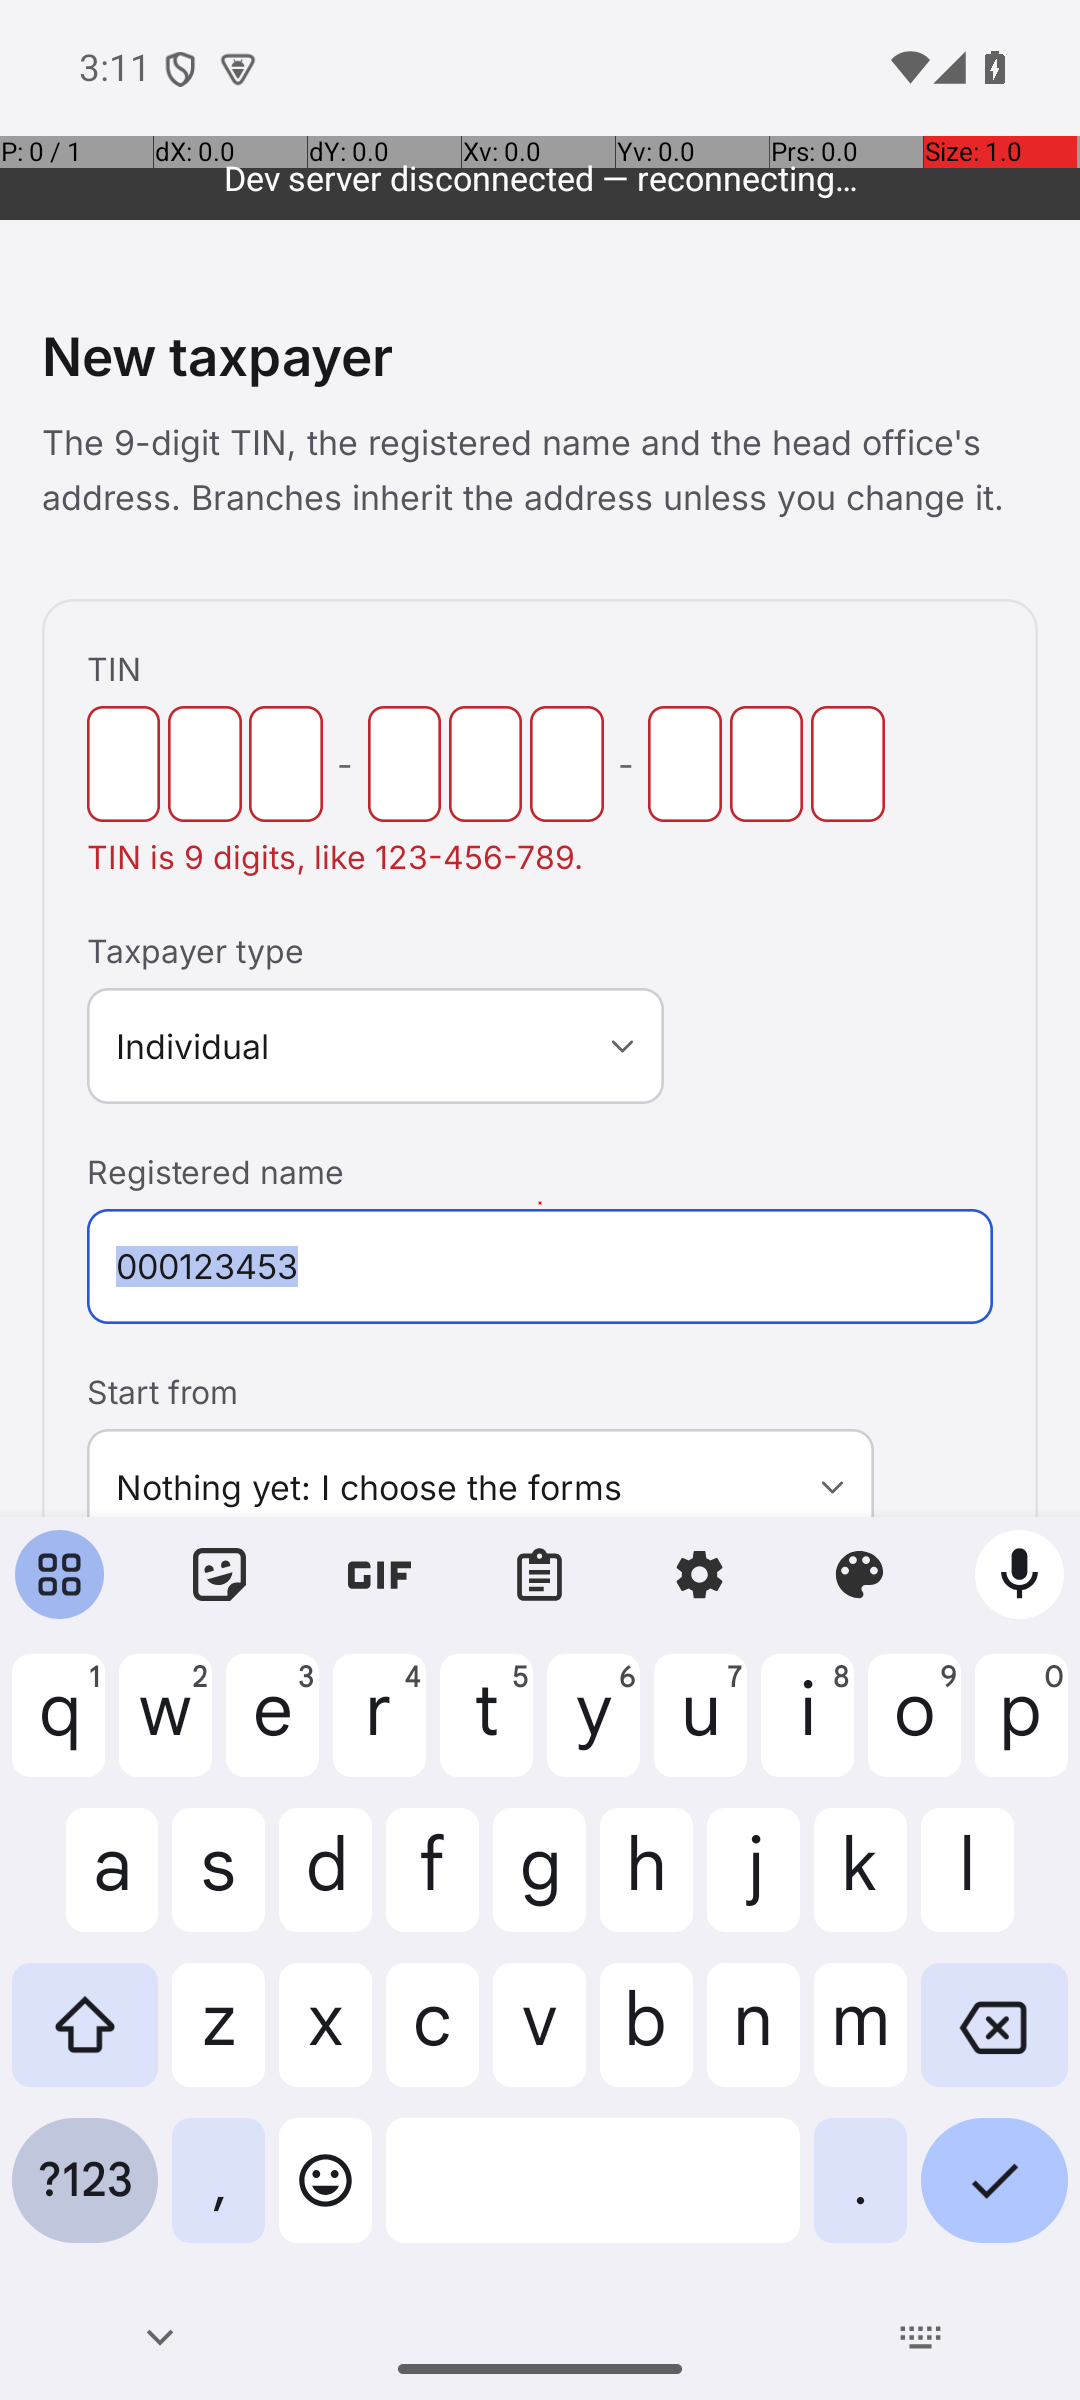 3:11
P: 0 / 1 dX: 0.0 dY: 0.0 Xv: 0.0 Yv: 0.0 Prs: 0.0 Size: 1.0
Dev server disconnected — reconnecting…
New taxpayer
The 9-digit TIN, the registered name and the head office's
address. Branches inherit the address unless you change it.
TIN
- -
TIN is 9 digits, like 123-456-789.
Taxpayer type
Individual
Registered name
000123453
Start from
Nothing yet: I choose the forms
GIF
q 1 w 2 e 3 r 4 t 5 y 6 u 7 i 8 o 9 p 0
a s d f g h j k l
z x c v b n m
?123 , .